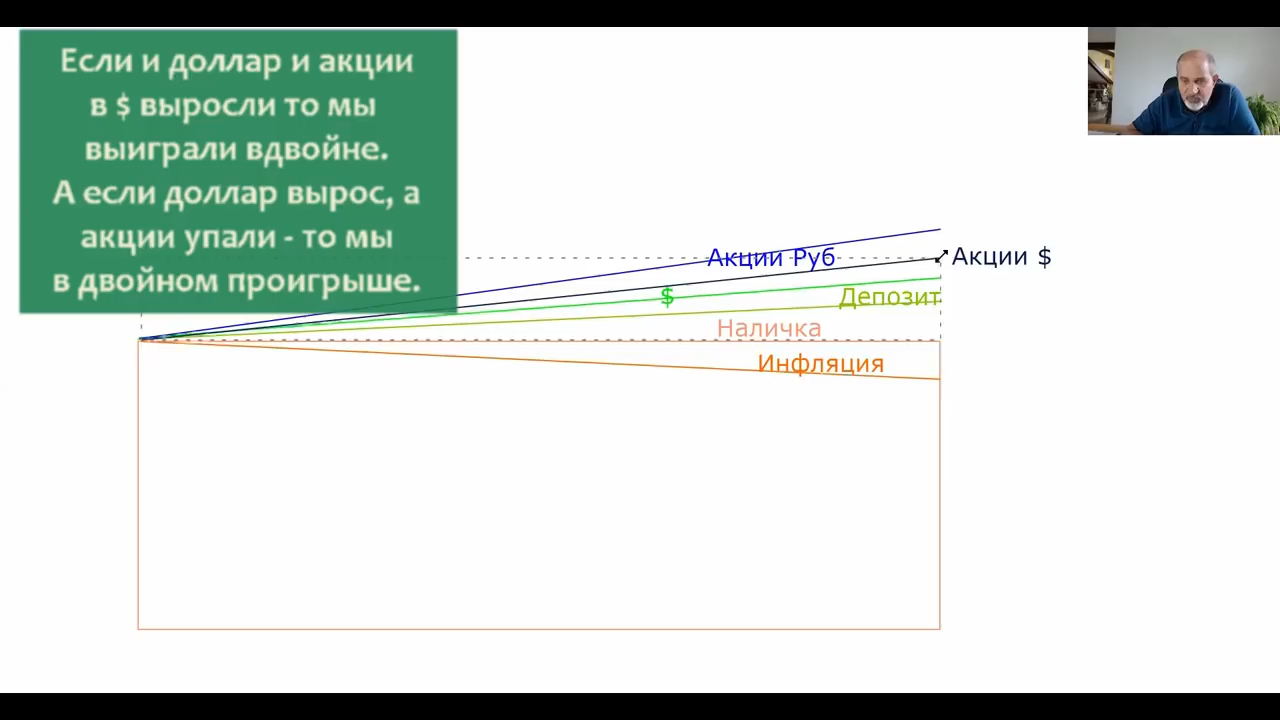 Если и доллар и акции
в $ выросли то мы
выиграли вдвойне.
А если доллар вырос, а
акции упали - то мы
в двойном проигрыше.
Акции Руб
Акции $
$
Депозит
Наличка
Инфляция